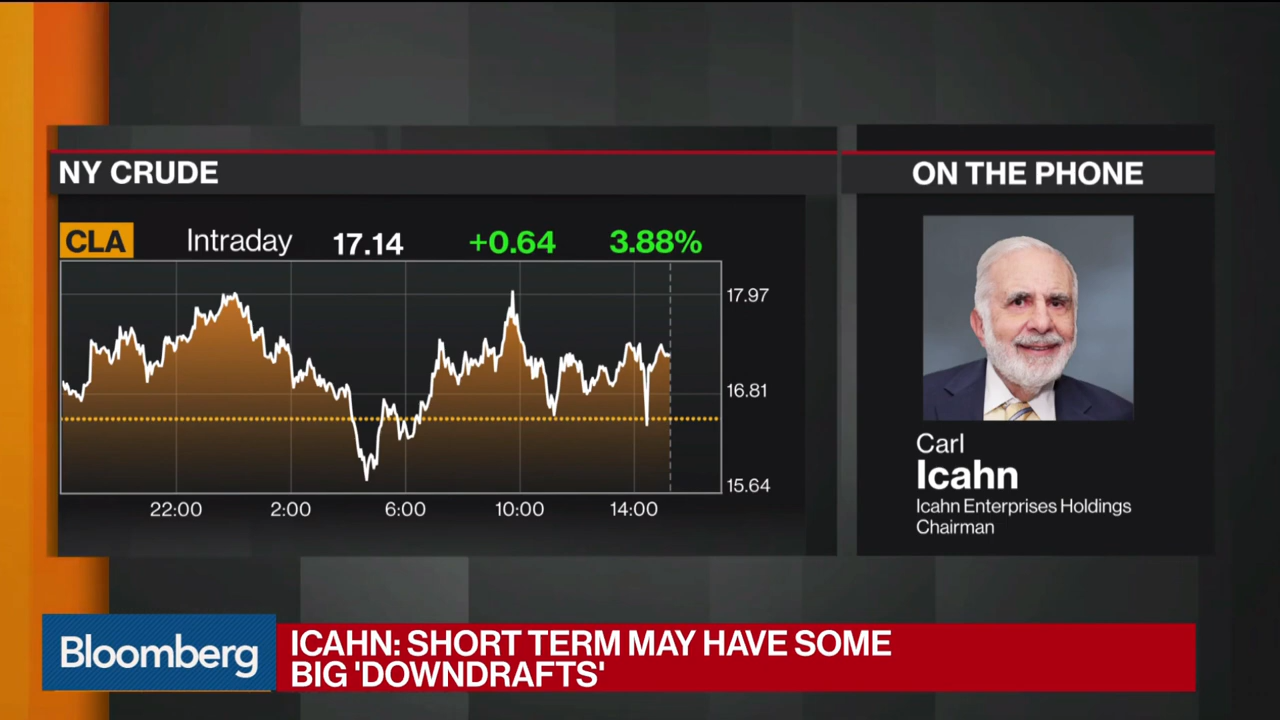 NY CRUDE
CLA Intraday 17.14 +0.64 3.88%
17.97
16.81
15.64
22:00 2:00 6:00 10:00 14:00
ON THE PHONE
Carl
Icahn
Icahn Enterprises Holdings
Chairman
Bloomberg
ICAHN: SHORT TERM MAY HAVE SOME
BIG 'DOWNDRAFTS'